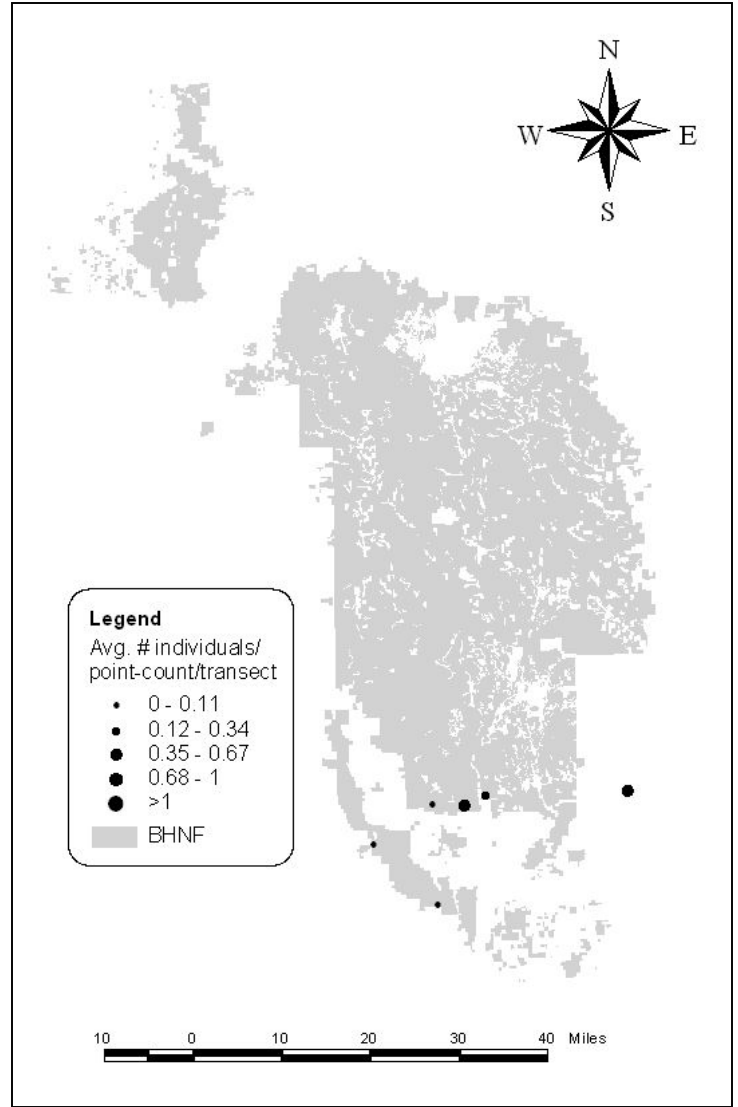 N
W E
S
Legend
Avg. # individuals/
point-count/transect
0 - 0.11
0.12 - 0.34
0.35 - 0.67
0.68 - 1
>1
BHNF
10 0 10 20 30 40 Miles